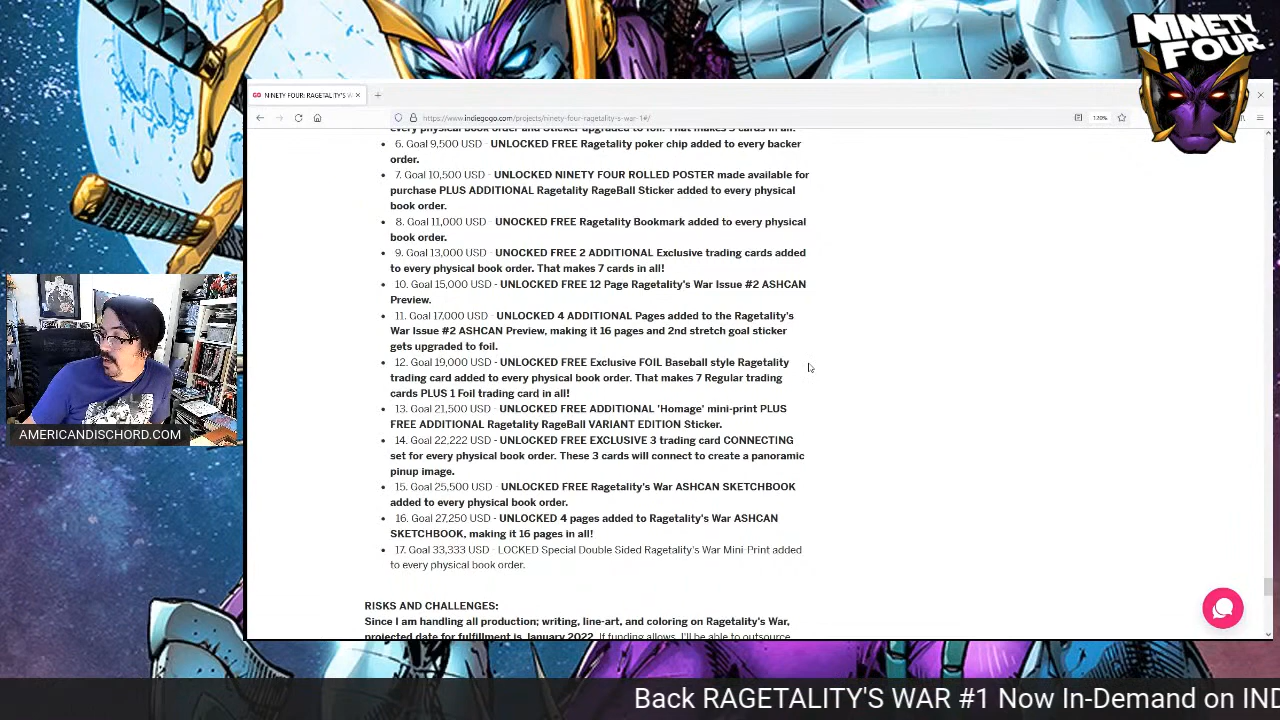 NINETY
FOUR
NINETY FOUR: RAGETALITY'S
https://www.indiegogo.com/projects/ninety-four-ragetality-s-war-1#/
120%
every physical book order and Sticker upgraded to foil. That makes 5 cards in all!
• 6. Goal 9,500 USD - UNLOCKED FREE Ragetality poker chip added to every backer
order.
• 7. Goal 10,500 USD - UNLOCKED NINETY FOUR ROLLED POSTER made available for
purchase PLUS ADDITIONAL Ragetality RageBall Sticker added to every physical
book order.
• 8. Goal 11,000 USD - UNOCKED FREE Ragetality Bookmark added to every physical
book order.
• 9. Goal 13,000 USD - UNOCKED FREE 2 ADDITIONAL Exclusive trading cards added
to every physical book order. That makes 7 cards in all!
• 10. Goal 15,000 USD - UNLOCKED FREE 12 Page Ragetality's War Issue #2 ASHCAN
Preview.
• 11. Goal 17,000 USD - UNLOCKED 4 ADDITIONAL Pages added to the Ragetality's
War Issue #2 ASHCAN Preview, making it 16 pages and 2nd stretch goal sticker
gets upgraded to foil.
• 12. Goal 19,000 USD - UNLOCKED FREE Exclusive FOIL Baseball style Ragetality
trading card added to every physical book order. That makes 7 Regular trading
cards PLUS 1 Foil trading card in all!
• 13. Goal 21,500 USD - UNLOCKED FREE ADDITIONAL 'Homage' mini-print PLUS
FREE ADDITIONAL Ragetality RageBall VARIANT EDITION Sticker.
• 14. Goal 22,222 USD - UNLOCKED FREE EXCLUSIVE 3 trading card CONNECTING
set for every physical book order. These 3 cards will connect to create a panoramic
pinup image.
• 15. Goal 25,500 USD - UNLOCKED FREE Ragetality's War ASHCAN SKETCHBOOK
added to every physical book order.
• 16. Goal 27,250 USD - UNLOCKED 4 pages added to Ragetality's War ASHCAN
SKETCHBOOK, making it 16 pages in all!
• 17. Goal 33,333 USD - LOCKED Special Double Sided Ragetality's War Mini-Print added
to every physical book order.
RISKS AND CHALLENGES:
Since I am handling all production; writing, line-art, and coloring on Ragetality's War,
projected date for fulfillment is January 2022. If funding allows, I'll be able to outsource
AMERICANDISCHORD.COM
Back RAGETALITY'S WAR #1 Now In-Demand on IND